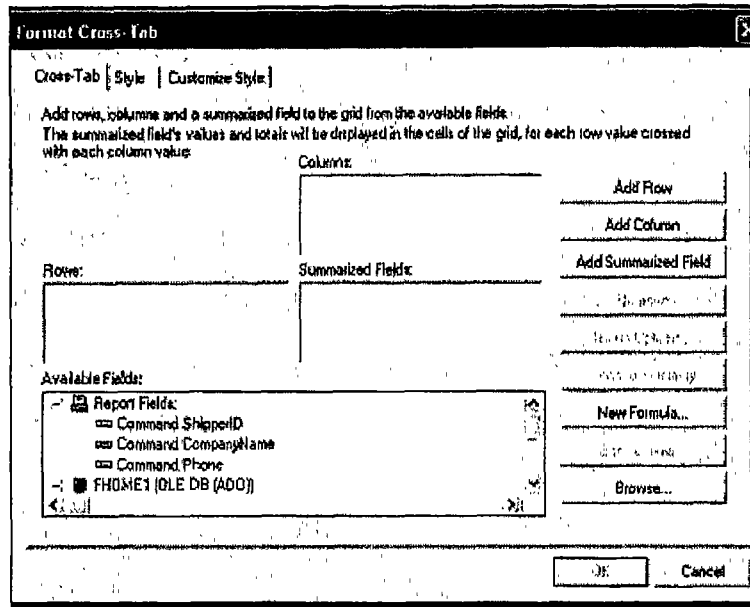 Format Cross-Tab
Cross-Tab Style Customize Style
Add rows, columns and a summarized field to the grid from the available fields.
The summarized field's values and totals will be displayed in the cells of the grid, for each row value crossed
with each column value.
Columns:
Add Row
Add Column
Rows:
Summarized Fields:
Add Summarized Field
Available Fields:
Report Fields:
Command.ShipperID
Command.CompanyName
Command.Phone
FHOME1 (OLE DB (ADO))
New Formula...
Browse...
OK
Cancel